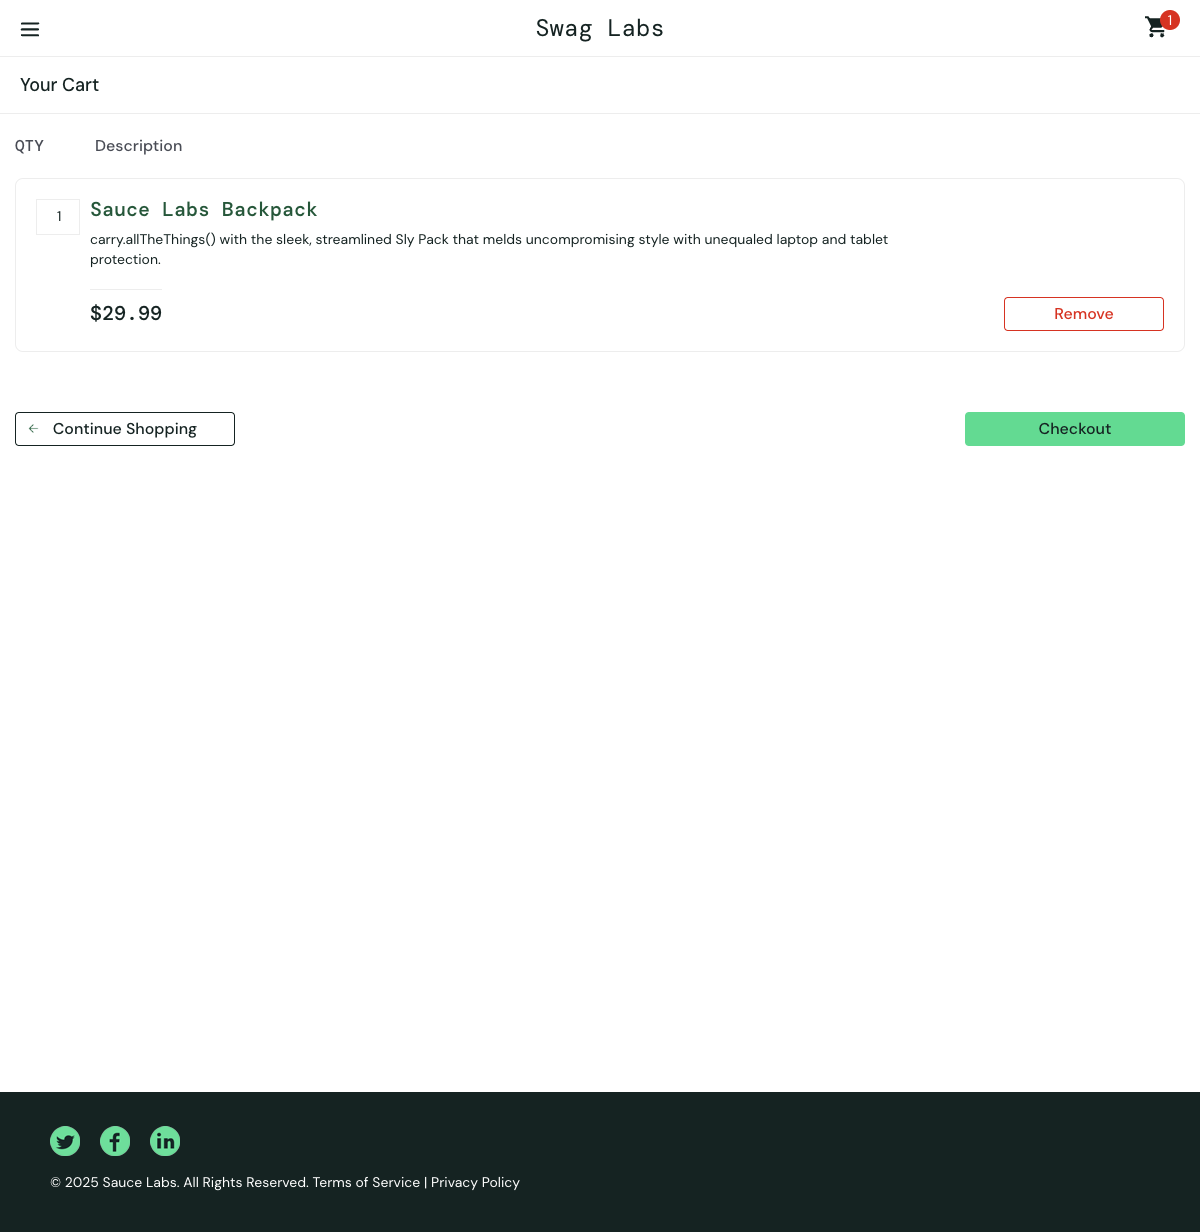 Swag Labs
1
Your Cart
QTY Description
1
Sauce Labs Backpack
carry.allTheThings() with the sleek, streamlined Sly Pack that melds uncompromising style with unequaled laptop and tablet
protection.
$29.99
Remove
Continue Shopping
Checkout
© 2025 Sauce Labs. All Rights Reserved. Terms of Service | Privacy Policy